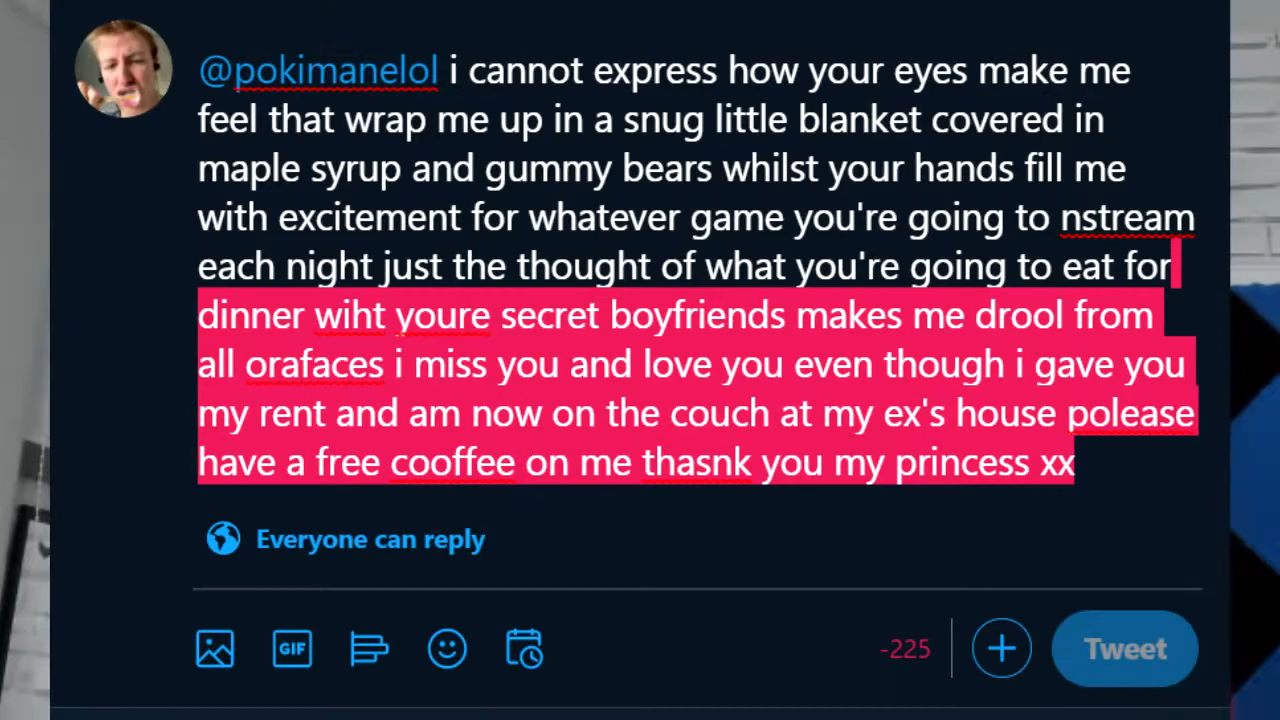 @pokimanelol i cannot express how your eyes make me
feel that wrap me up in a snug little blanket covered in
maple syrup and gummy bears whilst your hands fill me
with excitement for whatever game you're going to nstream
each night just the thought of what you're going to eat for
dinner wiht youre secret boyfriends makes me drool from
all orafaces i miss you and love you even though i gave you
my rent and am now on the couch at my ex's house polease
have a free cooffee on me thasnk you my princess xx
Everyone can reply
GIF
-225
Tweet